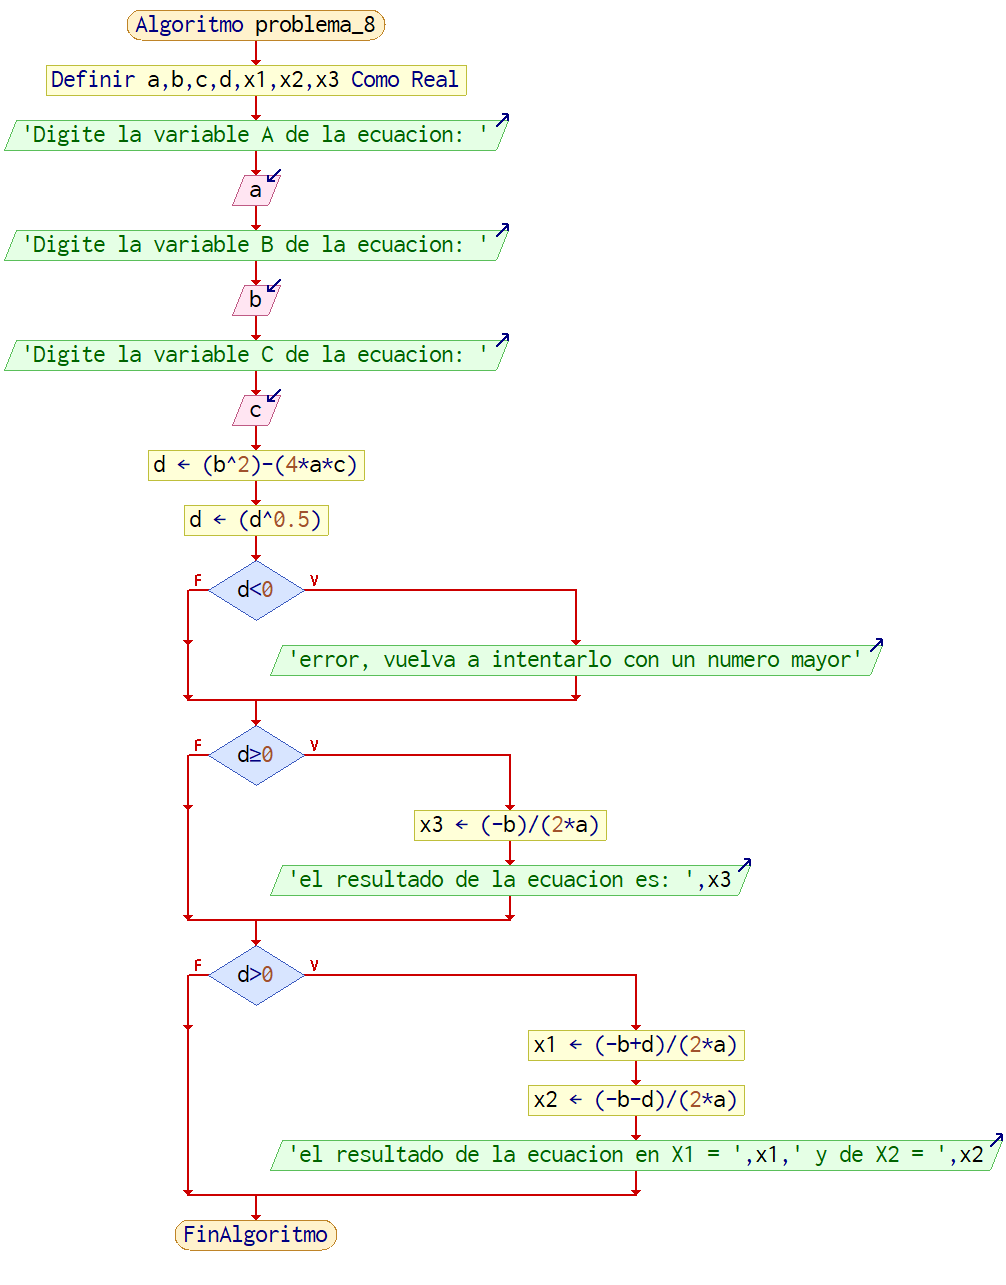 Algoritmo problema_8
Definir a,b,c,d,x1,x2,x3 Como Real
'Digite la variable A de la ecuacion: '
a
'Digite la variable B de la ecuacion: '
b
'Digite la variable C de la ecuacion: '
c
d ← (b^2)-(4*a*c)
d ← (d^0.5)
F
d<0
V
'error, vuelva a intentarlo con un numero mayor'
F
d≥0
V
x3 ← (-b)/(2*a)
'el resultado de la ecuacion es: ',x3
F
d>0
V
x1 ← (-b+d)/(2*a)
x2 ← (-b-d)/(2*a)
'el resultado de la ecuacion en X1 = ',x1,' y de X2 = ',x2
FinAlgoritmo